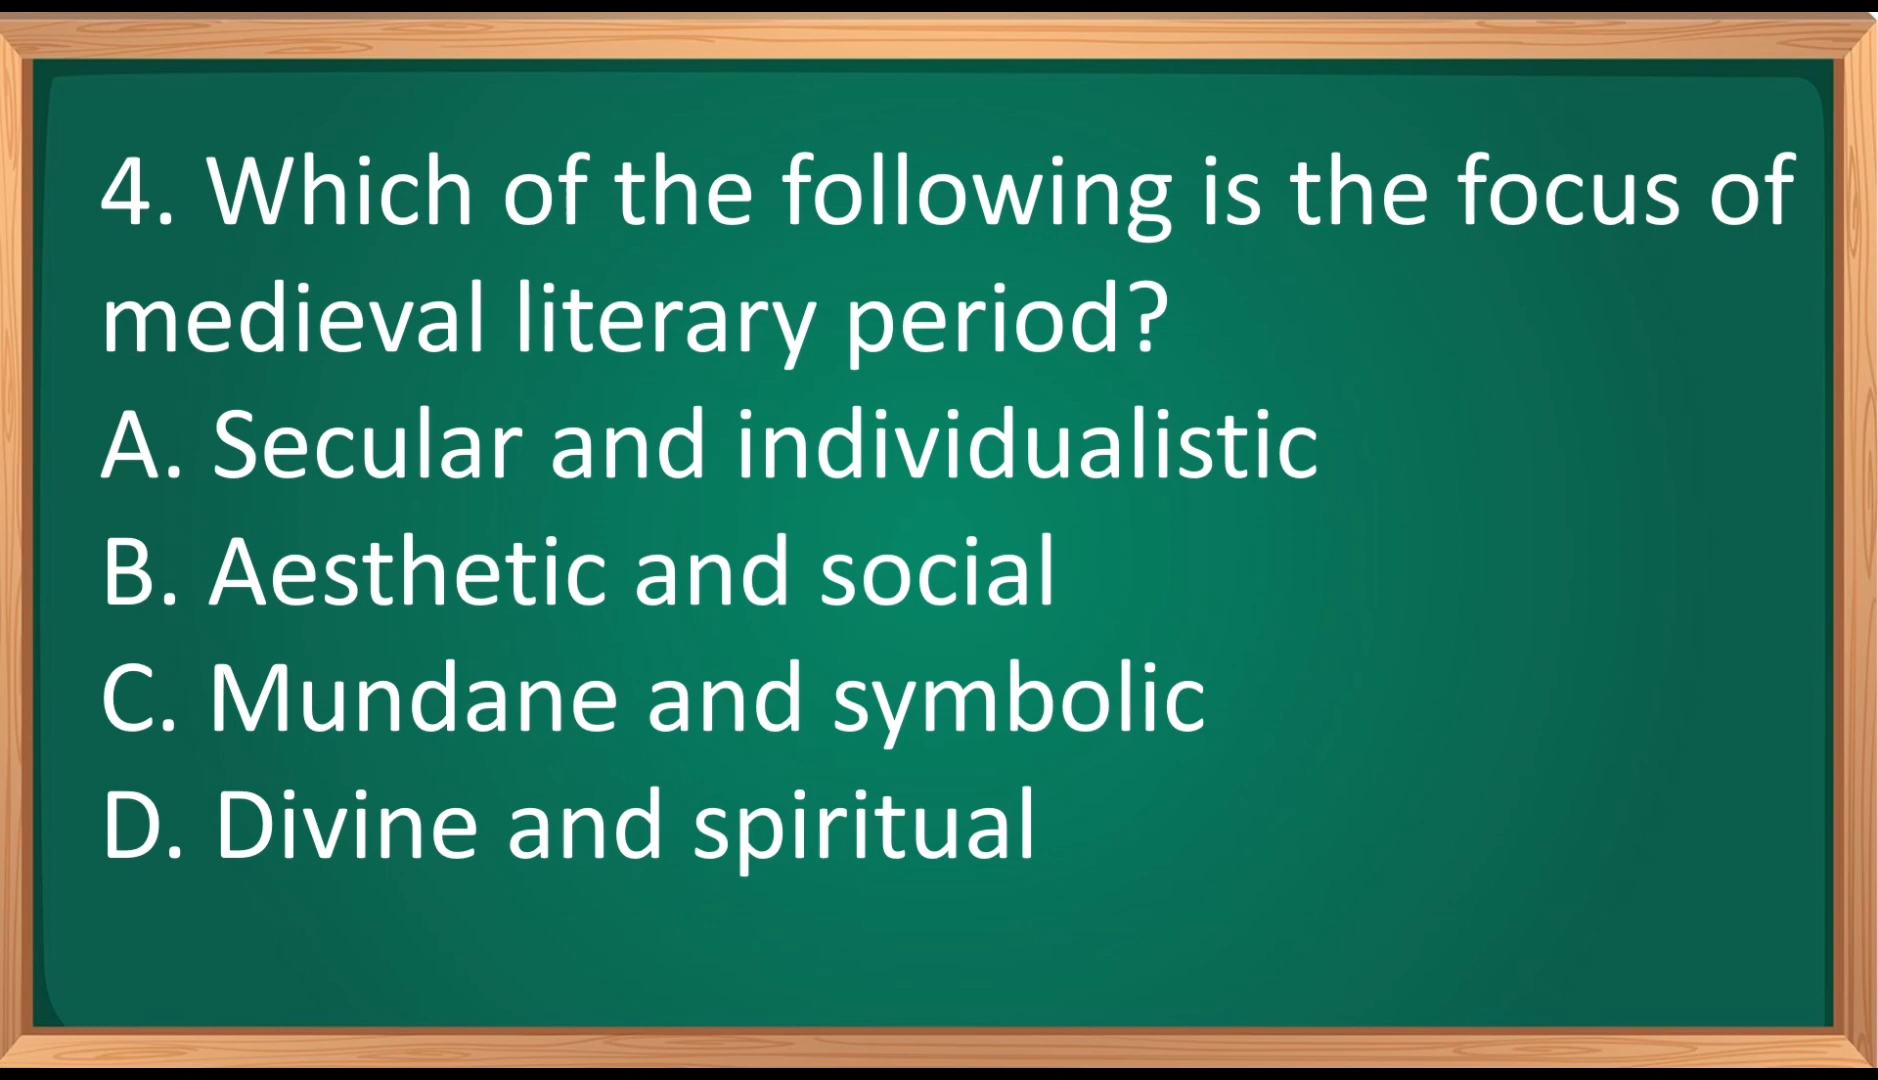 4. Which of the following is the focus of
medieval literary period?
A. Secular and individualistic
B. Aesthetic and social
C. Mundane and symbolic
D. Divine and spiritual